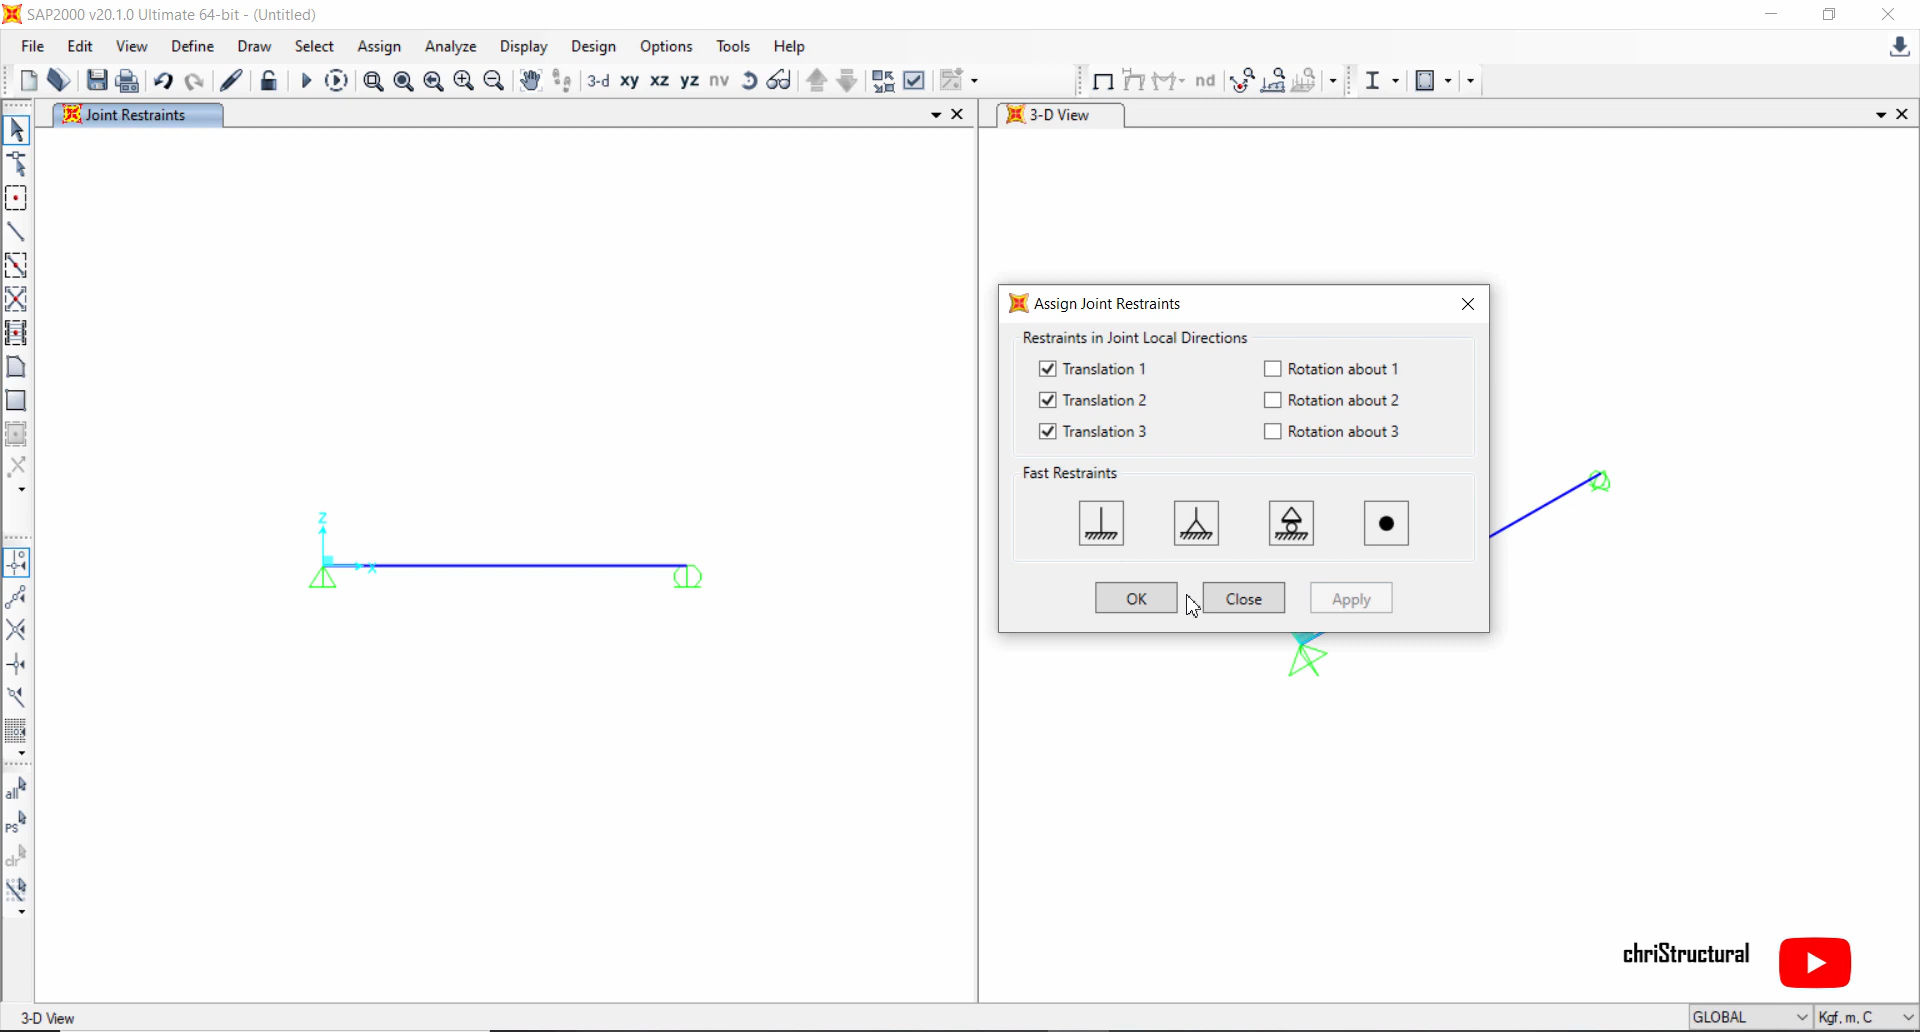 SAP2000 v20.1.0 Ultimate 64-bit - (Untitled)
File Edit View Define Draw Select Assign Analyze Display Design Options Tools Help
3-d xy xz yz nv nd
Joint Restraints
3-D View
Assign Joint Restraints
Restraints in Joint Local Directions
Translation 1 Rotation about 1
Translation 2 Rotation about 2
Translation 3 Rotation about 3
Fast Restraints
OK Close Apply
Z
X
all
PS
clr
chriStructural
3-D View
GLOBAL Kgf, m, C